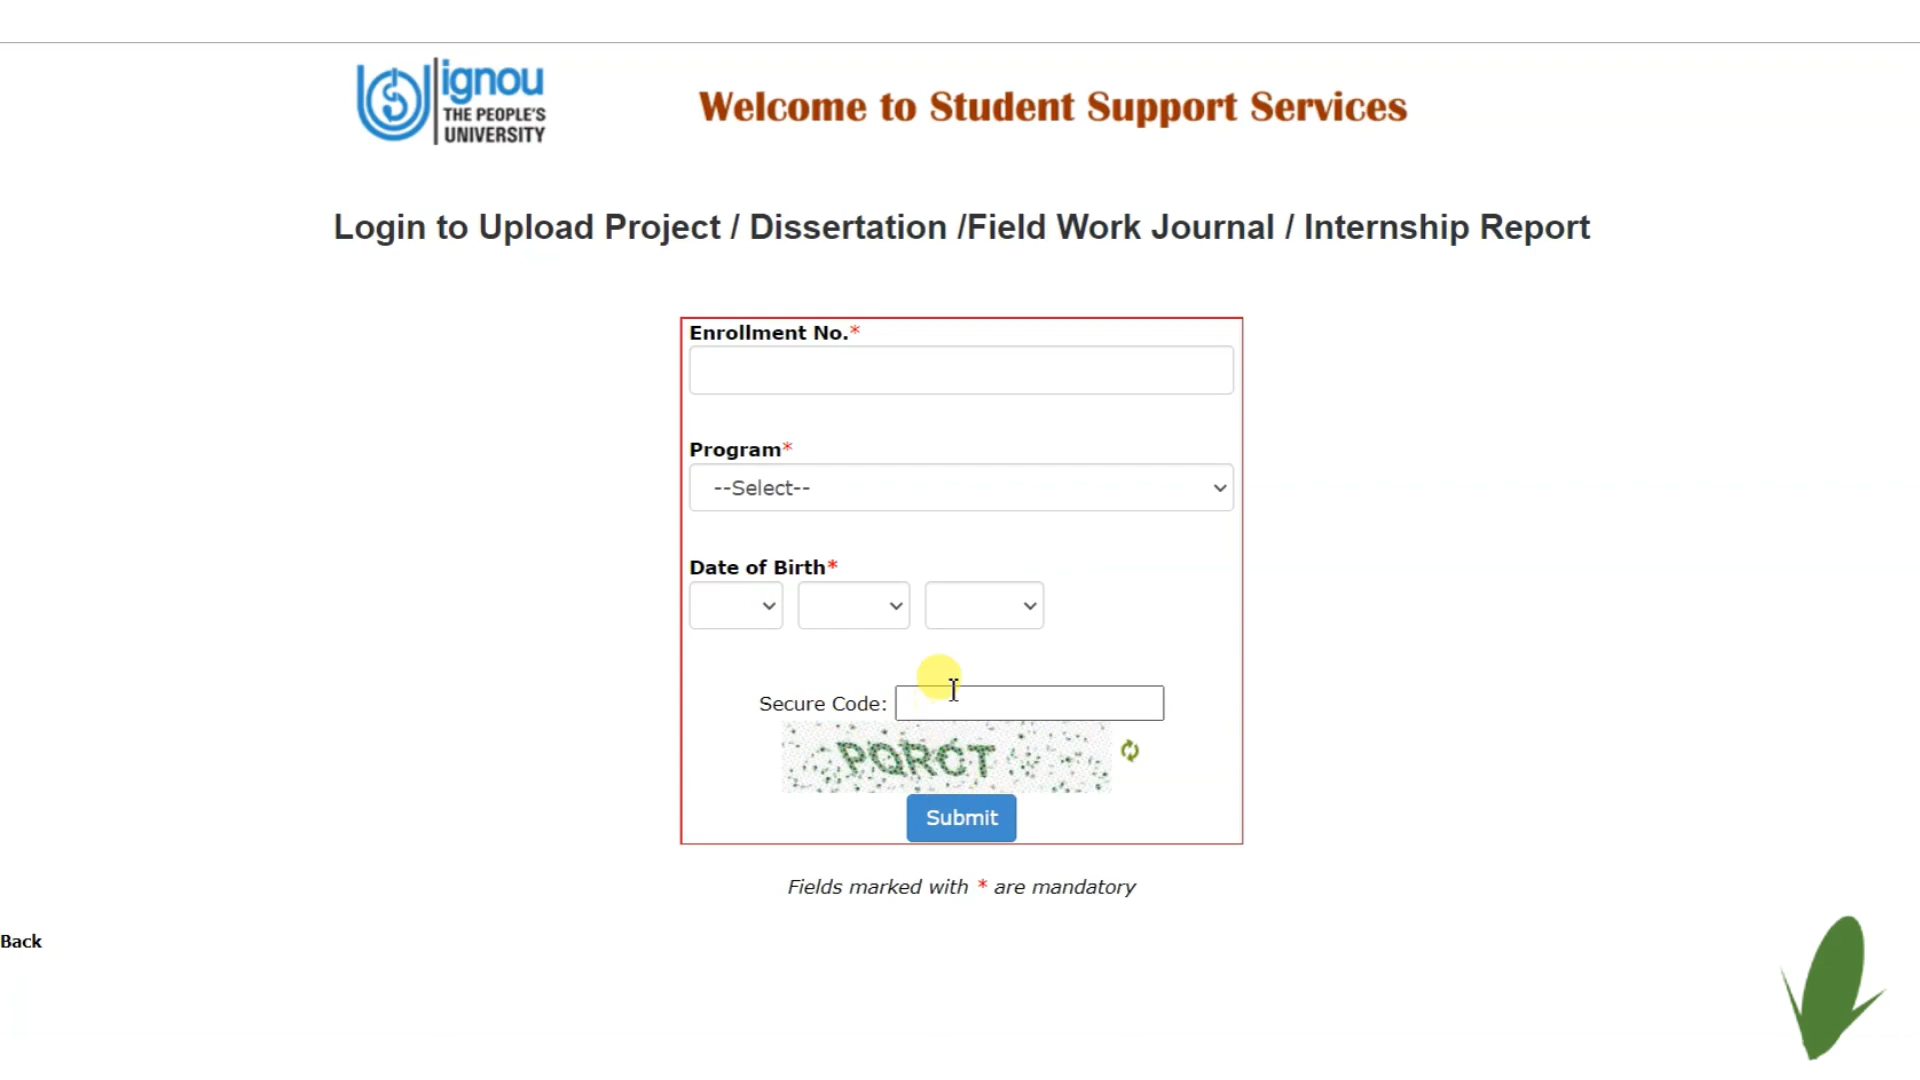 ignou
THE PEOPLE'S
UNIVERSITY
Welcome to Student Support Services
Login to Upload Project / Dissertation /Field Work Journal / Internship Report
Enrollment No.*
Program*
--Select--
Date of Birth*
Secure Code:
PQRCT
Submit
Fields marked with * are mandatory
Back